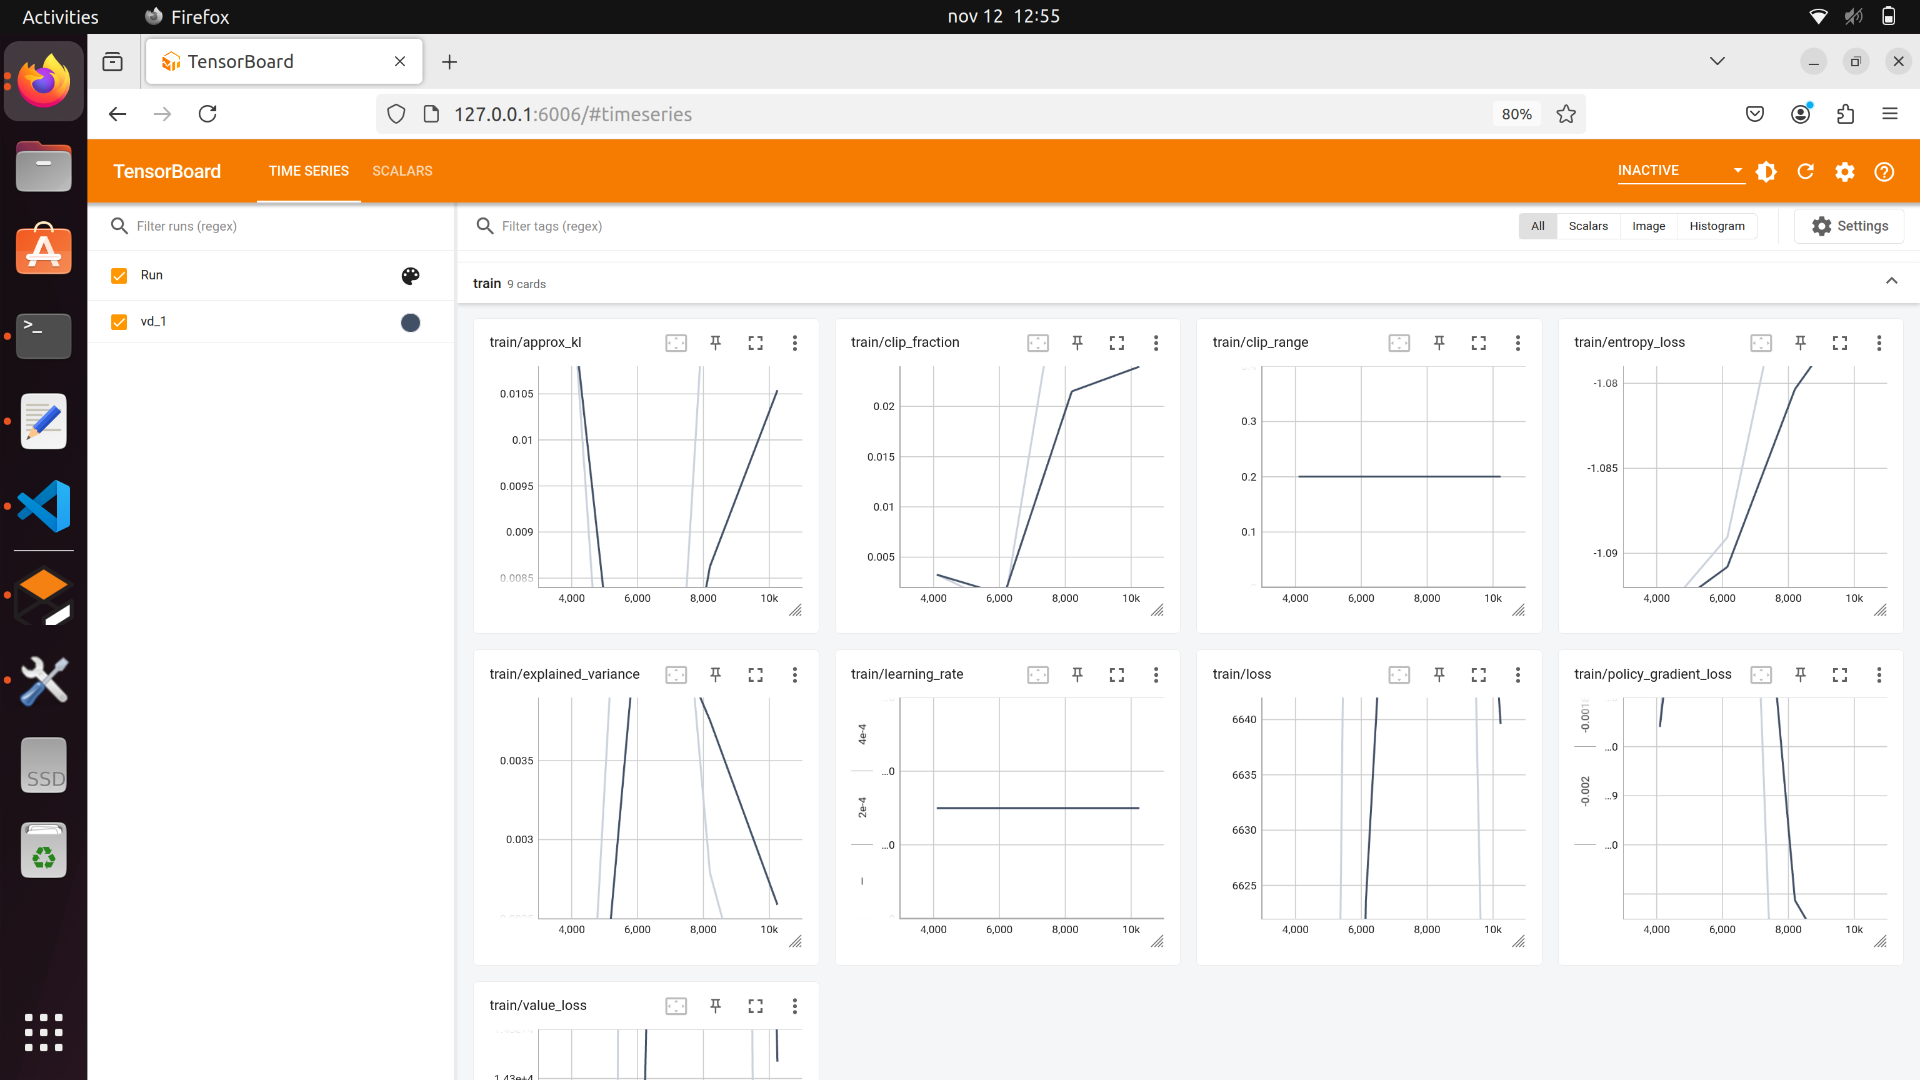 Activities Firefox nov 12 12:55
TensorBoard
127.0.0.1:6006/#timeseries 80%
TensorBoard TIME SERIES SCALARS INACTIVE
Filter runs (regex)
Run
vd_1
Filter tags (regex) All Scalars Image Histogram Settings
train 9 cards
train/approx_kl
0.0105
0.01
0.0095
0.009
0.0085
4,000 6,000 8,000 10k
train/clip_fraction
0.02
0.015
0.01
0.005
4,000 6,000 8,000 10k
train/clip_range
0.3
0.2
0.1
4,000 6,000 8,000 10k
train/entropy_loss
-1.08
-1.085
-1.09
4,000 6,000 8,000 10k
train/explained_variance
0.0035
0.003
4,000 6,000 8,000 10k
train/learning_rate
4e-4
...0
2e-4
...0
4,000 6,000 8,000 10k
train/loss
6640
6635
6630
6625
4,000 6,000 8,000 10k
train/policy_gradient_loss
...0
-0.002
...9
...0
4,000 6,000 8,000 10k
train/value_loss
1.43e+4
SSD